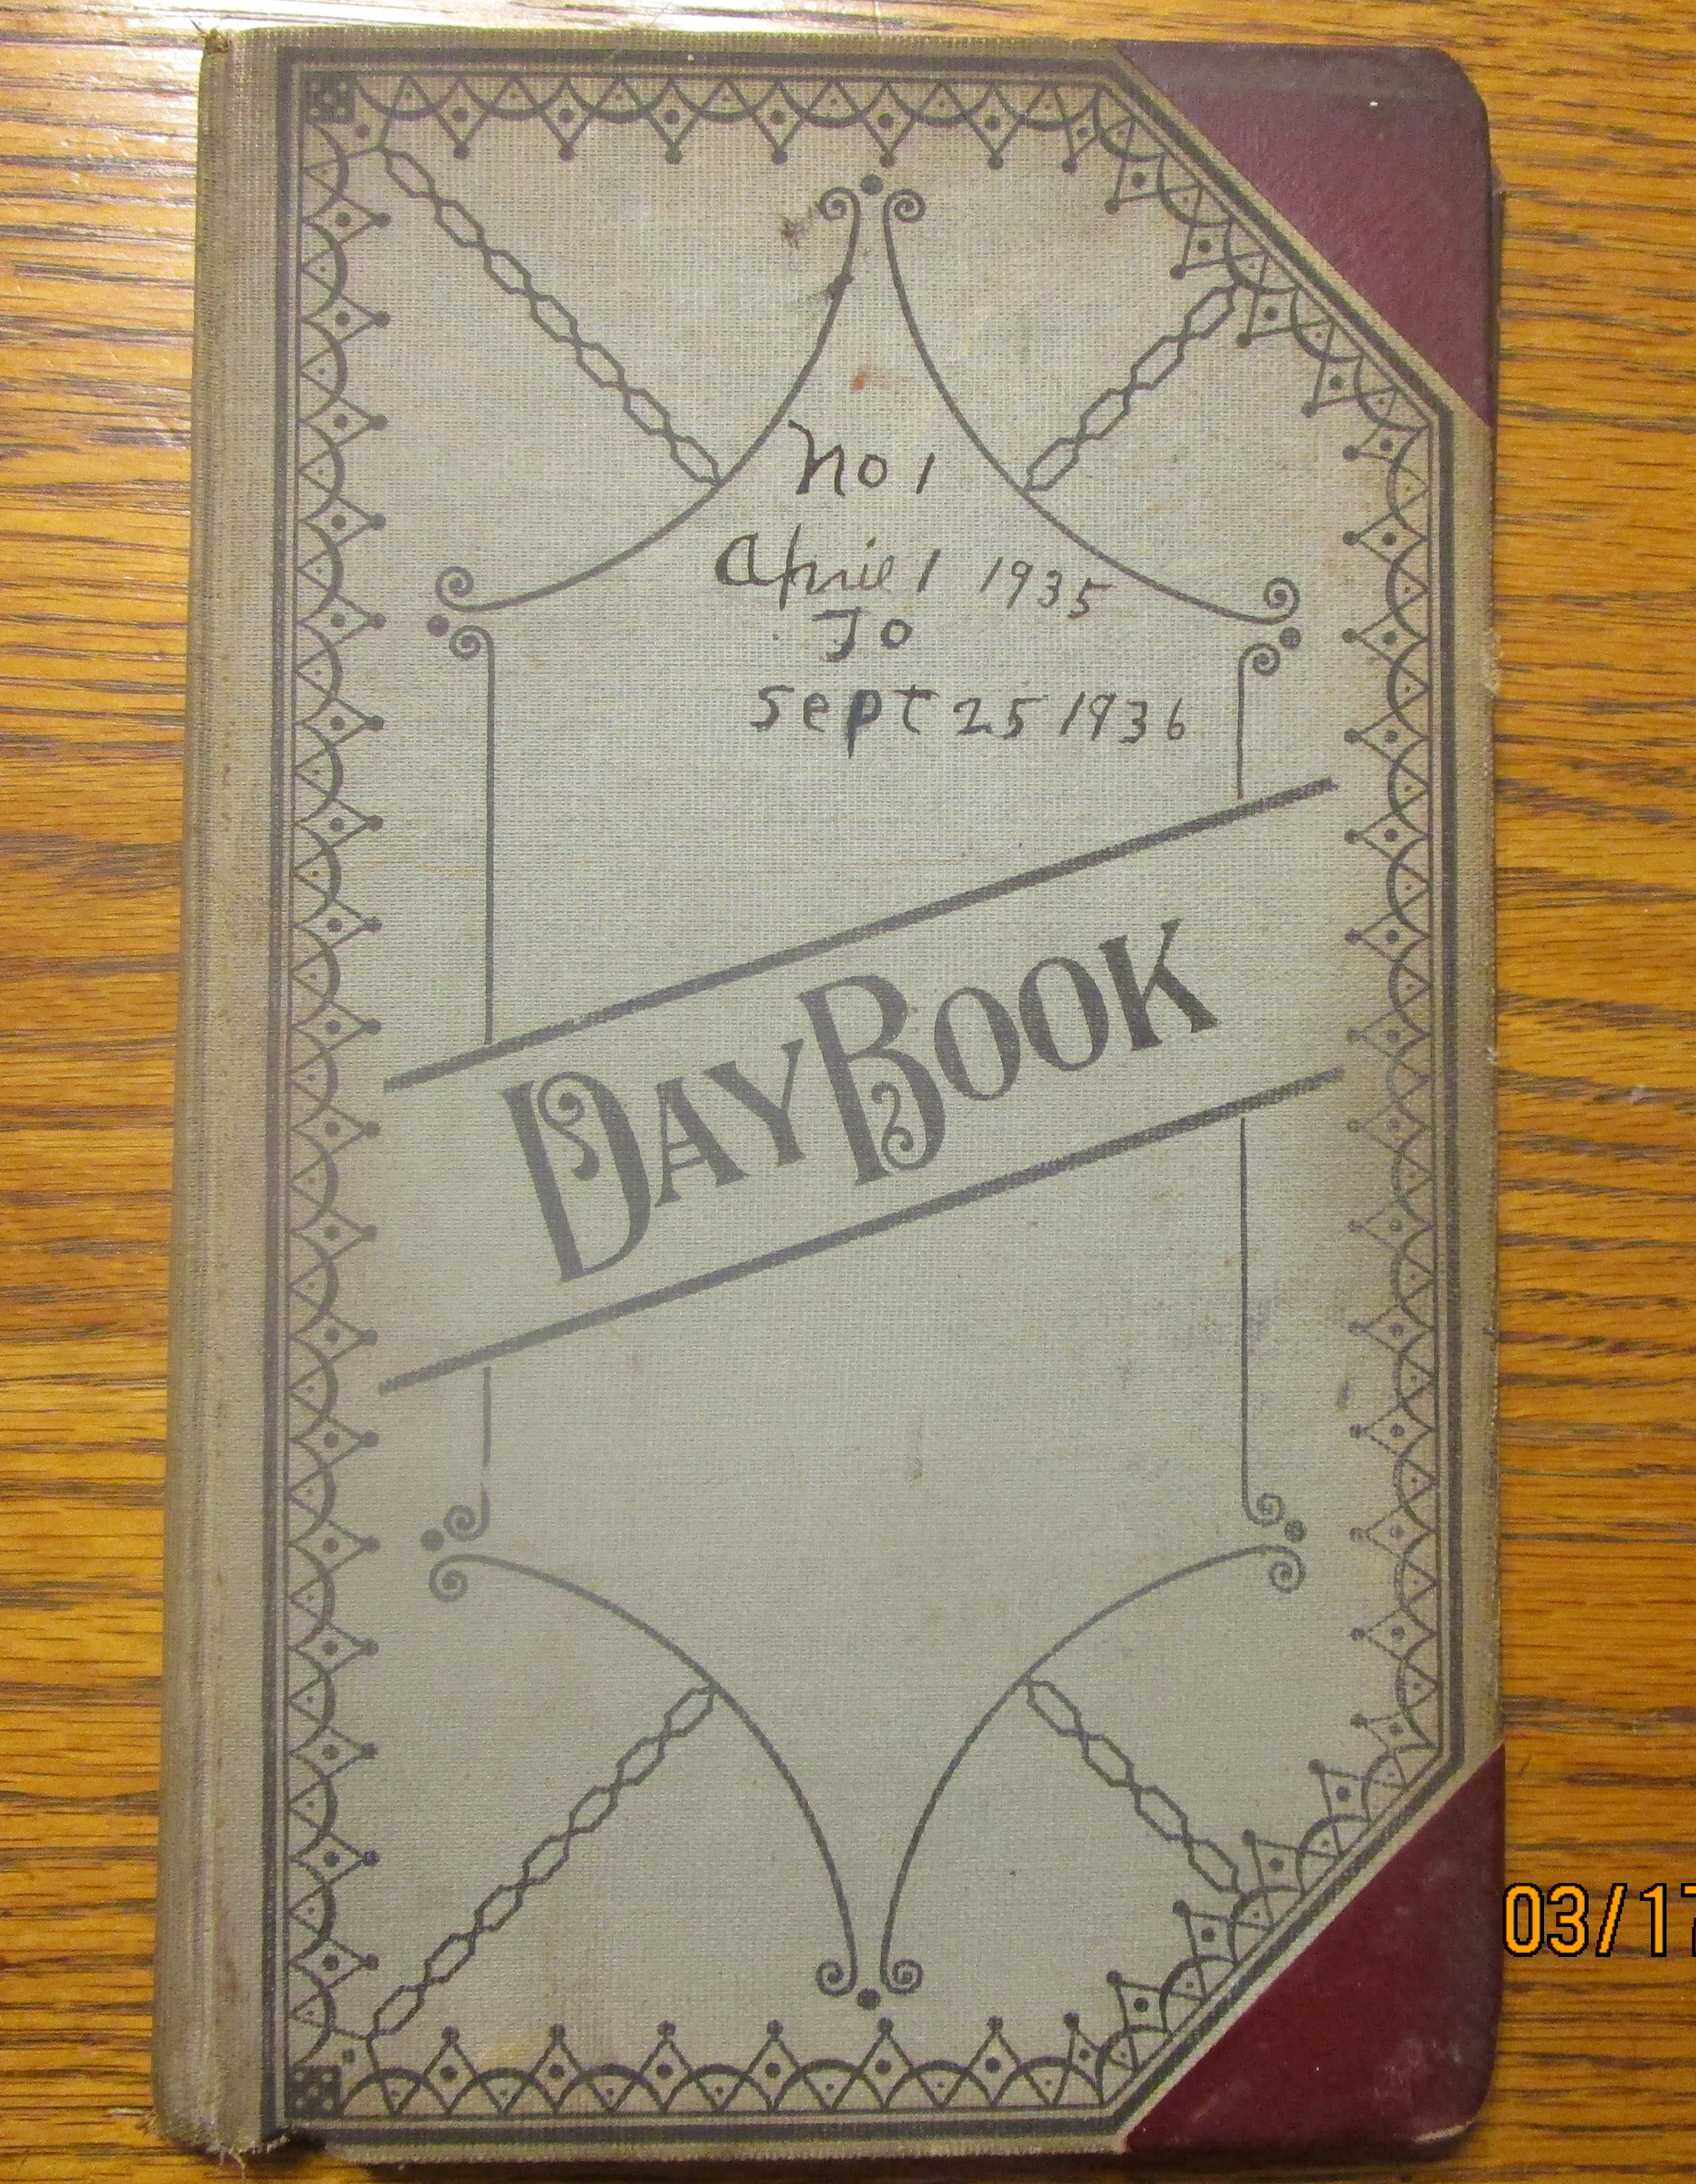 No 1
April 1 1935
To
Sept 25 1936
DAYBOOK
03/17